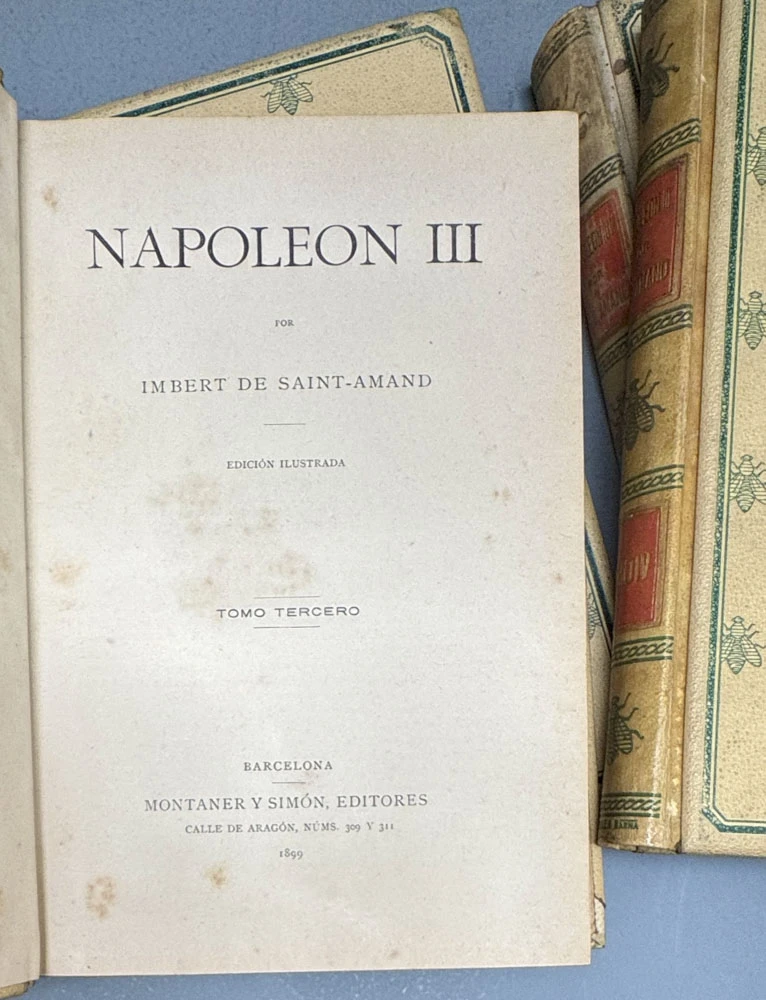 NAPOLEON III
POR
IMBERT DE SAINT-AMAND
EDICIÓN ILUSTRADA
TOMO TERCERO
BARCELONA
MONTANER Y SIMÓN, EDITORES
CALLE DE ARAGÓN, NÚMS. 309 Y 311
1899